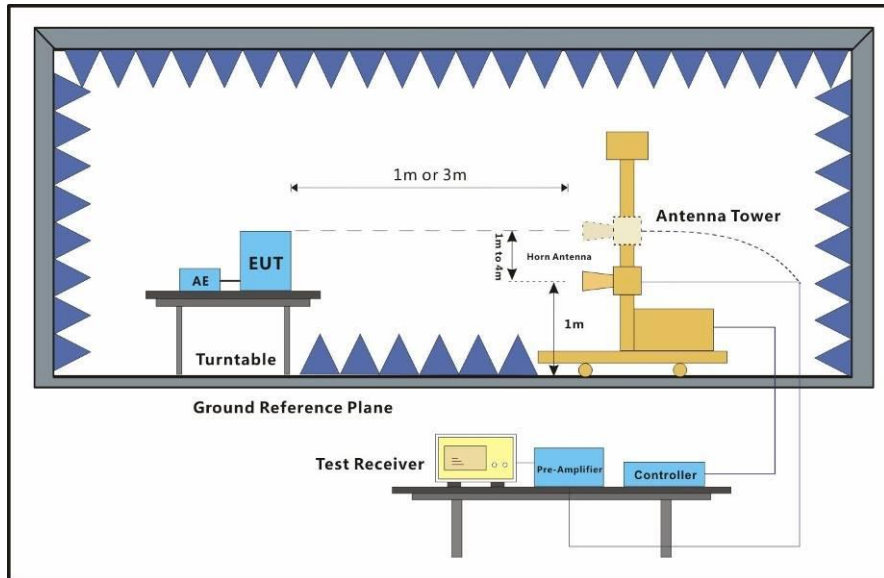 1m or 3m
Antenna Tower
1m to 4m
Horn Antenna
EUT
AE
1m
Turntable
Ground Reference Plane
Test Receiver
Pre-Amplifier
Controller